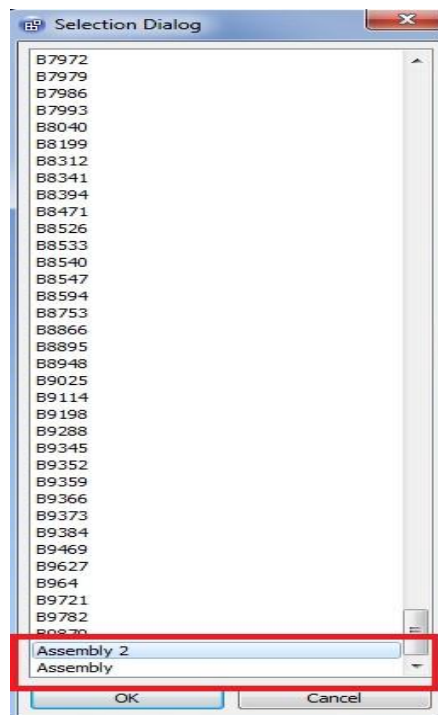 Selection Dialog
B7972
B7979
B7986
B7993
B8040
B8199
B8312
B8341
B8394
B8471
B8526
B8533
B8540
B8547
B8594
B8753
B8866
B8895
B8948
B9025
B9114
B9198
B9288
B9345
B9352
B9359
B9366
B9373
B9384
B9469
B9627
B964
B9721
B9782
Assembly 2
Assembly
OK
Cancel